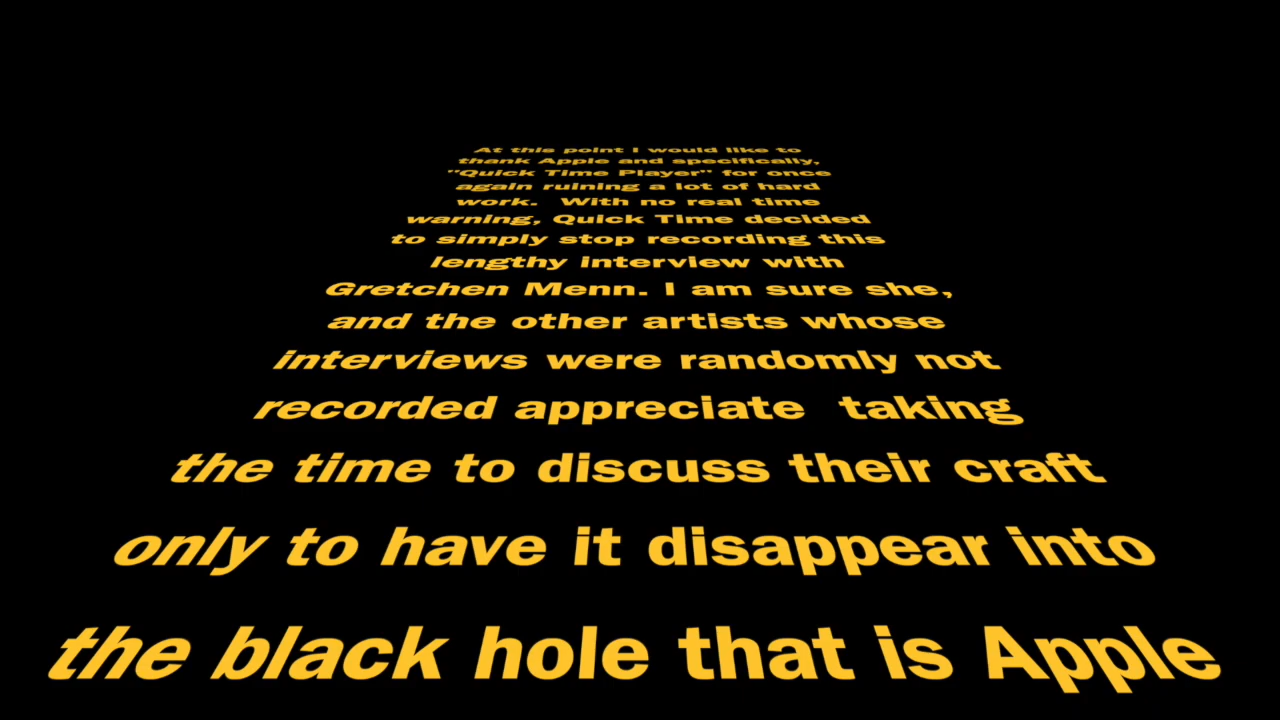 At this point I would like to
thank Apple and specifically,
"Quick Time Player" for once
again ruining a lot of hard
work.  With no real time
warning, Quick Time decided
to simply stop recording this
lengthy interview with
Gretchen Menn. I am sure she,
and the other artists whose
interviews were randomly not
recorded appreciate  taking
the time to discuss their craft
only to have it disappear into
the black hole that is Apple